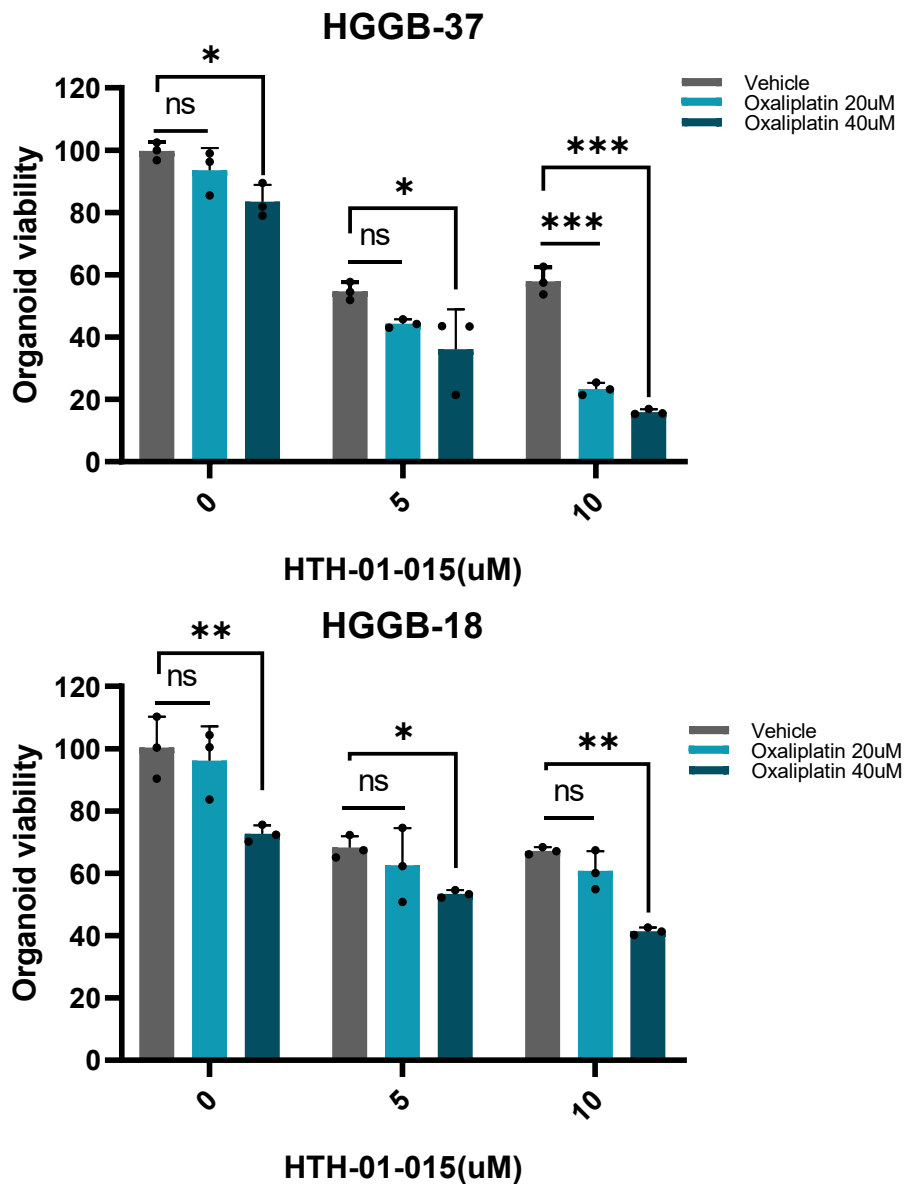 HGGB-37
*
ns
*
ns
***
***
Vehicle
Oxaliplatin 20uM
Oxaliplatin 40uM
Organoid viability
120
100
80
60
40
20
0
0
5
10
HTH-01-015(uM)
HGGB-18
**
ns
*
ns
**
ns
Vehicle
Oxaliplatin 20uM
Oxaliplatin 40uM
Organoid viability
120
100
80
60
40
20
0
0
5
10
HTH-01-015(uM)